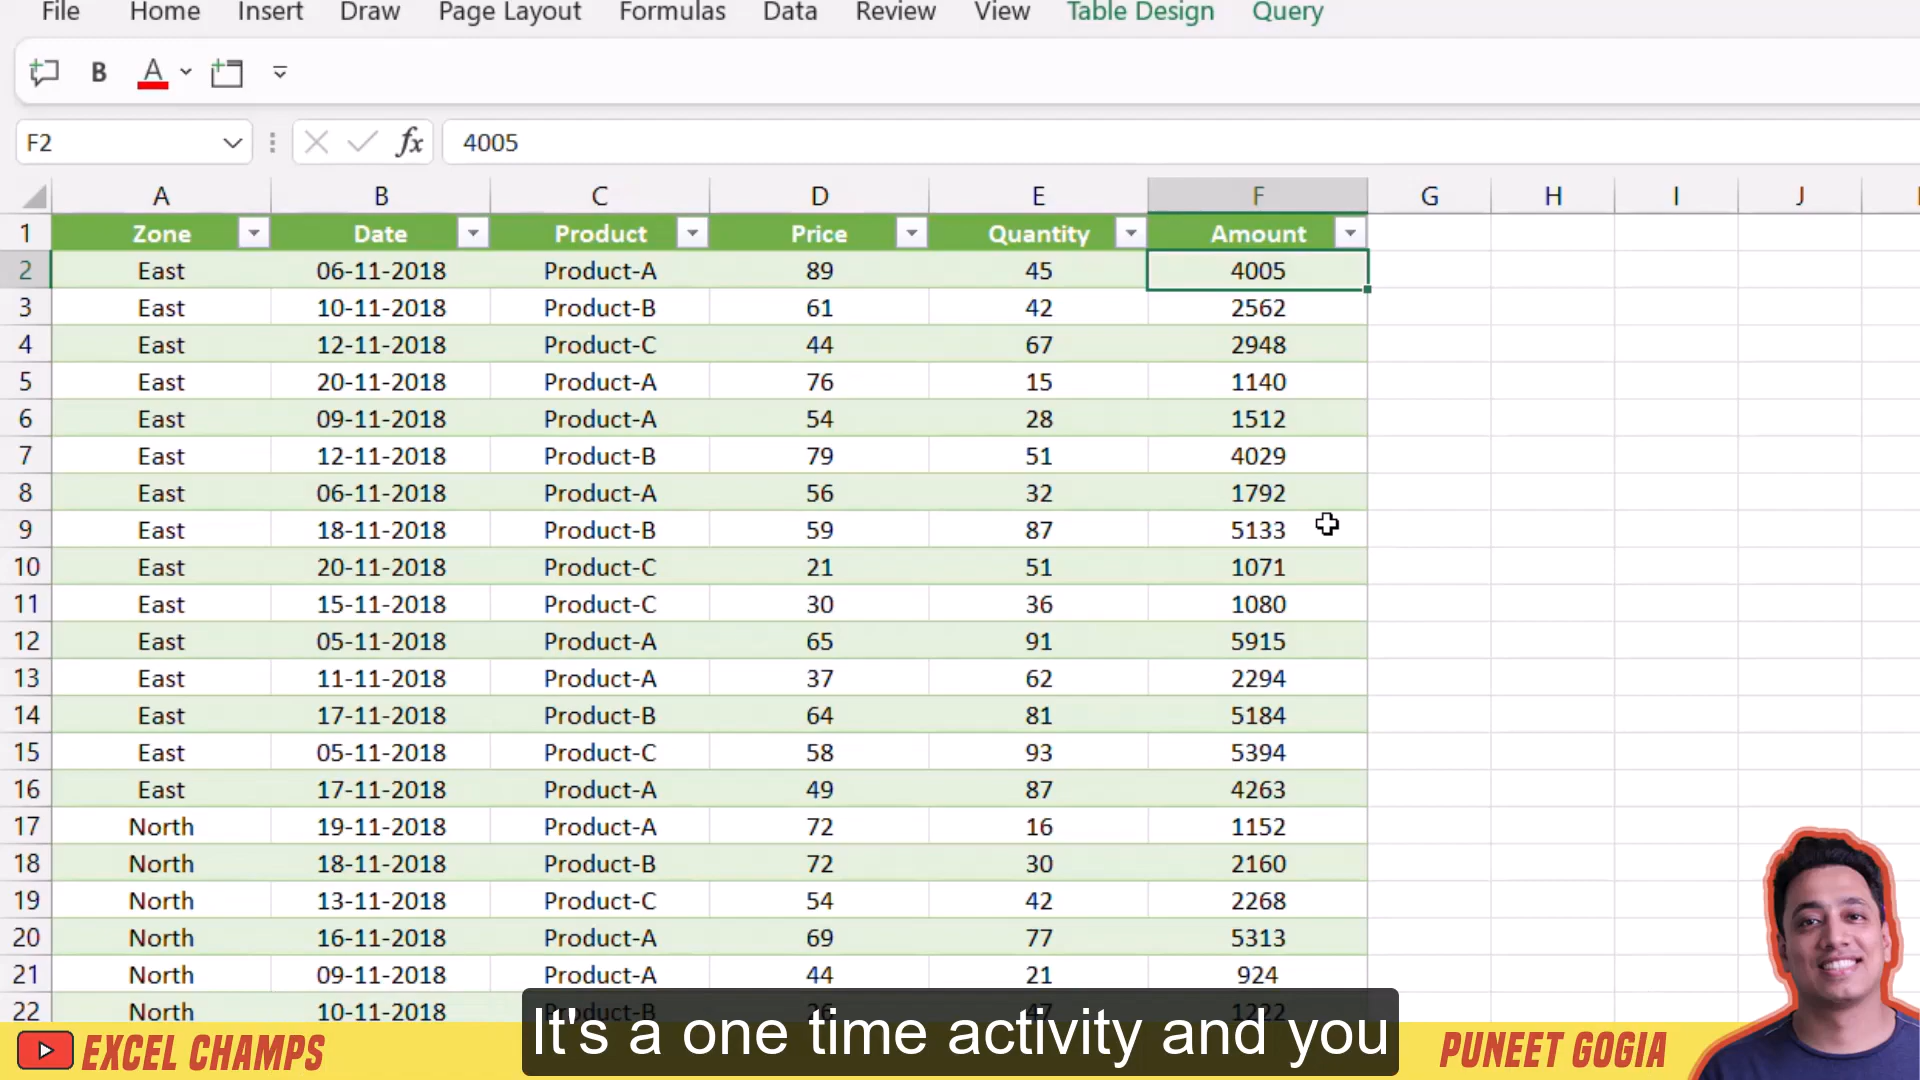 File Home Insert Draw Page Layout Formulas Data Review View Table Design Query
B A
F2 fx 4005
A B C D E F G H I J
1 Zone Date Product Price Quantity Amount
2 East 06-11-2018 Product-A 89 45 4005
3 East 10-11-2018 Product-B 61 42 2562
4 East 12-11-2018 Product-C 44 67 2948
5 East 20-11-2018 Product-A 76 15 1140
6 East 09-11-2018 Product-A 54 28 1512
7 East 12-11-2018 Product-B 79 51 4029
8 East 06-11-2018 Product-A 56 32 1792
9 East 18-11-2018 Product-B 59 87 5133
10 East 20-11-2018 Product-C 21 51 1071
11 East 15-11-2018 Product-C 30 36 1080
12 East 05-11-2018 Product-A 65 91 5915
13 East 11-11-2018 Product-A 37 62 2294
14 East 17-11-2018 Product-B 64 81 5184
15 East 05-11-2018 Product-C 58 93 5394
16 East 17-11-2018 Product-A 49 87 4263
17 North 19-11-2018 Product-A 72 16 1152
18 North 18-11-2018 Product-B 72 30 2160
19 North 13-11-2018 Product-C 54 42 2268
20 North 16-11-2018 Product-A 69 77 5313
21 North 09-11-2018 Product-A 44 21 924
22 North 10-11-2018 Product-B 26 47 1222
It's a one time activity and you
EXCEL CHAMPS PUNEET GOGIA